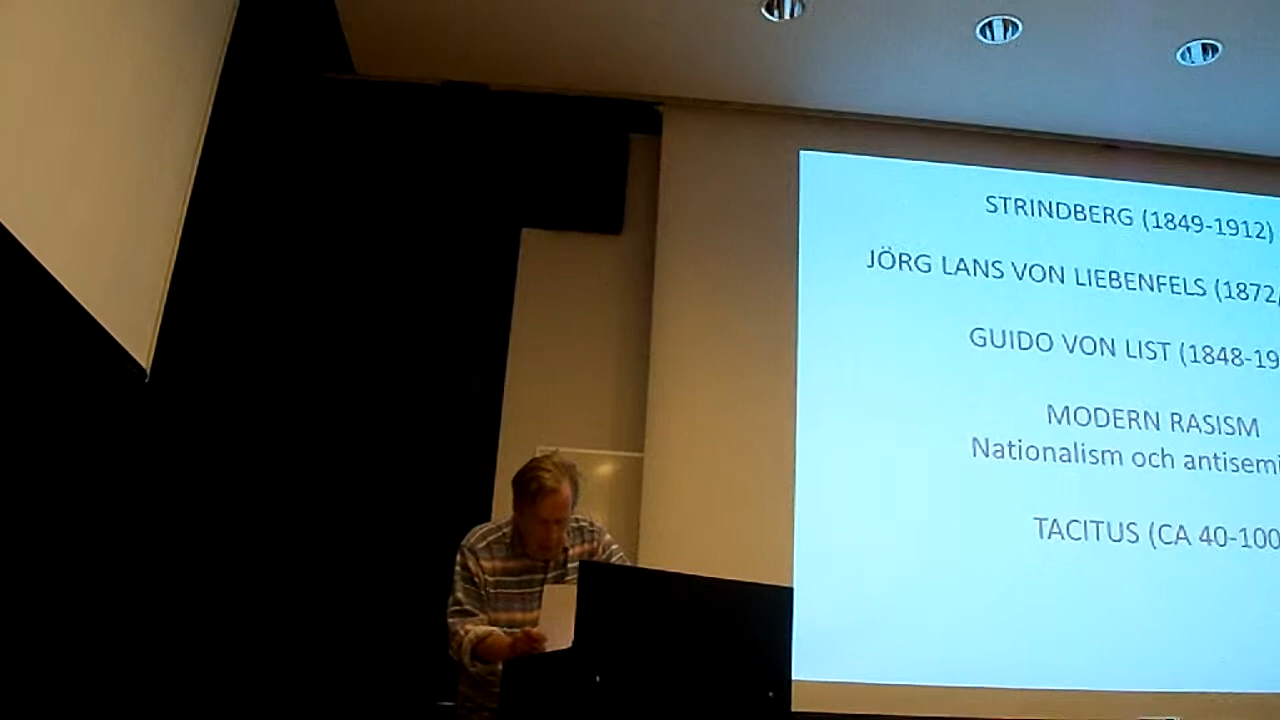 STRINDBERG (1849-1912)
JÖRG LANS VON LIEBENFELS (1872/
GUIDO VON LIST (1848-19
MODERN RASISM
Nationalism och antisemi
TACITUS (CA 40-100